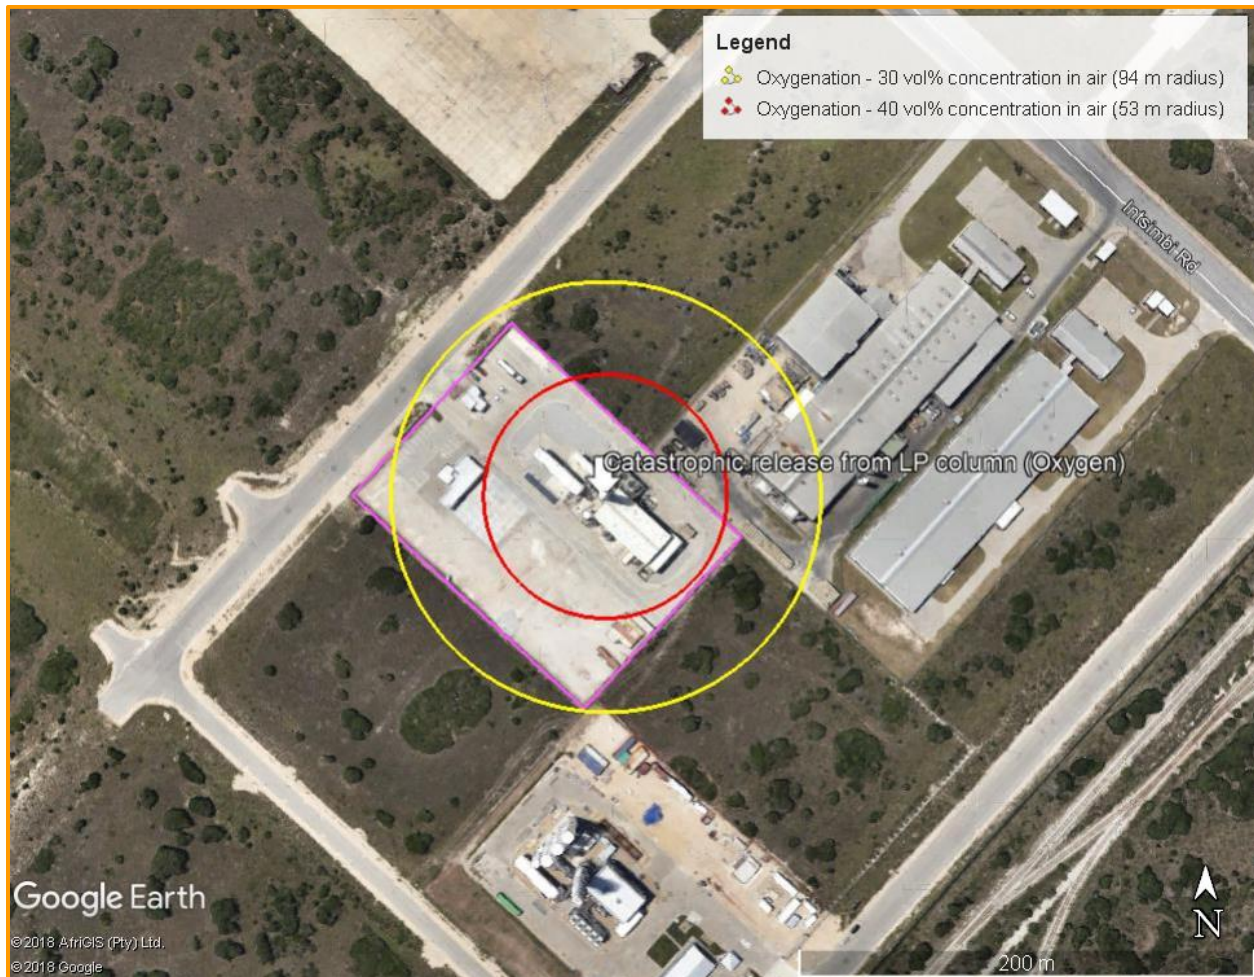 Legend
Oxygenation - 30 vol% concentration in air (94 m radius)
Oxygenation - 40 vol% concentration in air (53 m radius)
Intsimbi Rd
Catastrophic release from LP column (Oxygen)
Google Earth
©2018 AfriGIS (Pty) Ltd.
©2018 Google
N
200 m